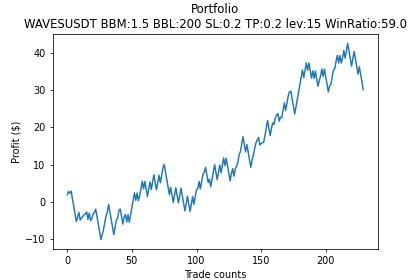 Portfolio
WAVESUSDT BBM:1.5 BBL:200 SL:0.2 TP:0.2 lev:15 WinRatio:59.0
Profit ($)
40
30
20
10
0
−10
0
50
100
150
200
Trade counts